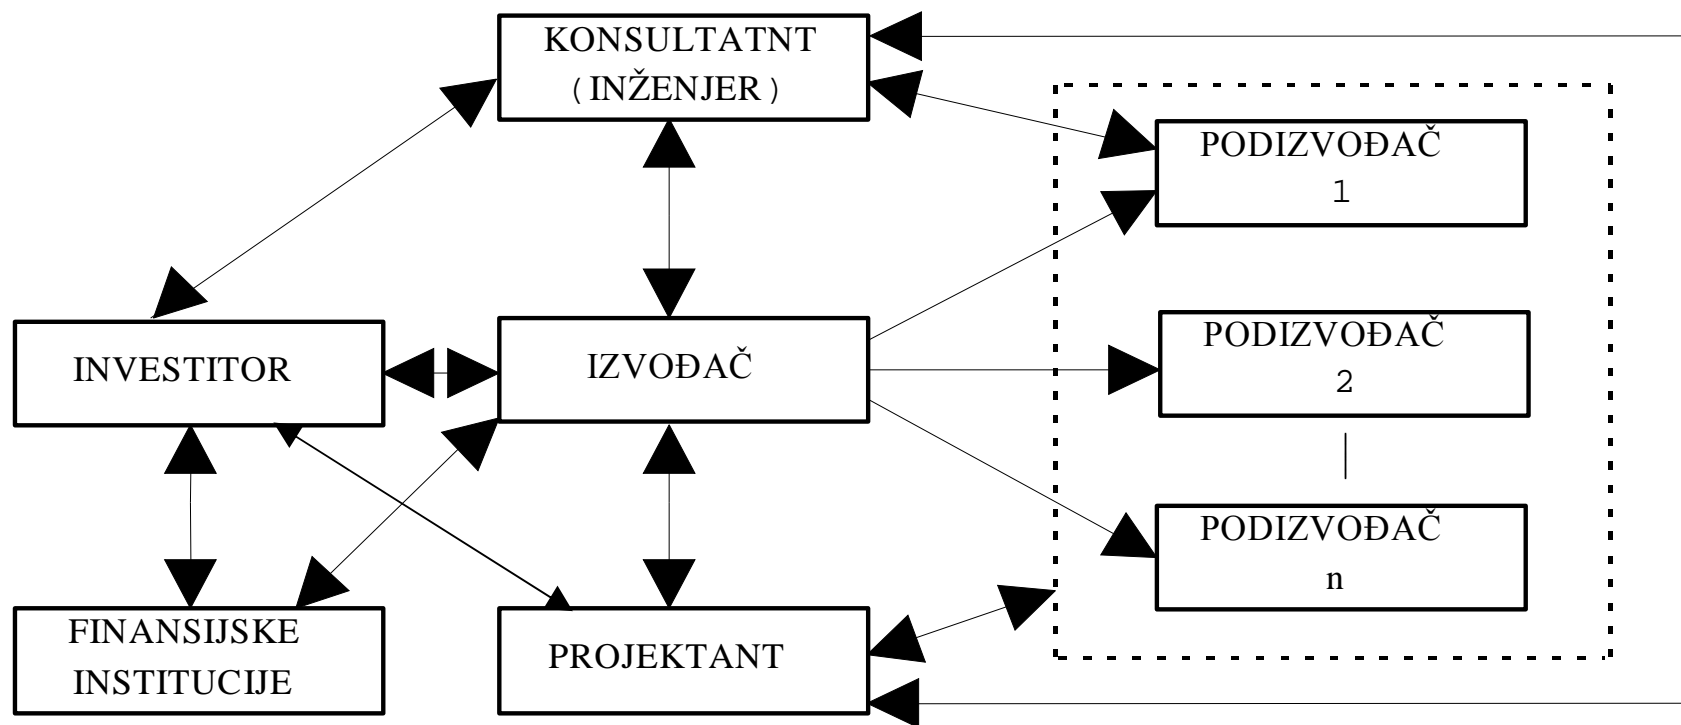 KONSULTATNT
( INŽENJER )
PODIZVOĐAČ
1
INVESTITOR
IZVOĐAČ
PODIZVOĐAČ
2
PODIZVOĐAČ
n
FINANSIJSKE
INSTITUCIJE
PROJEKTANT